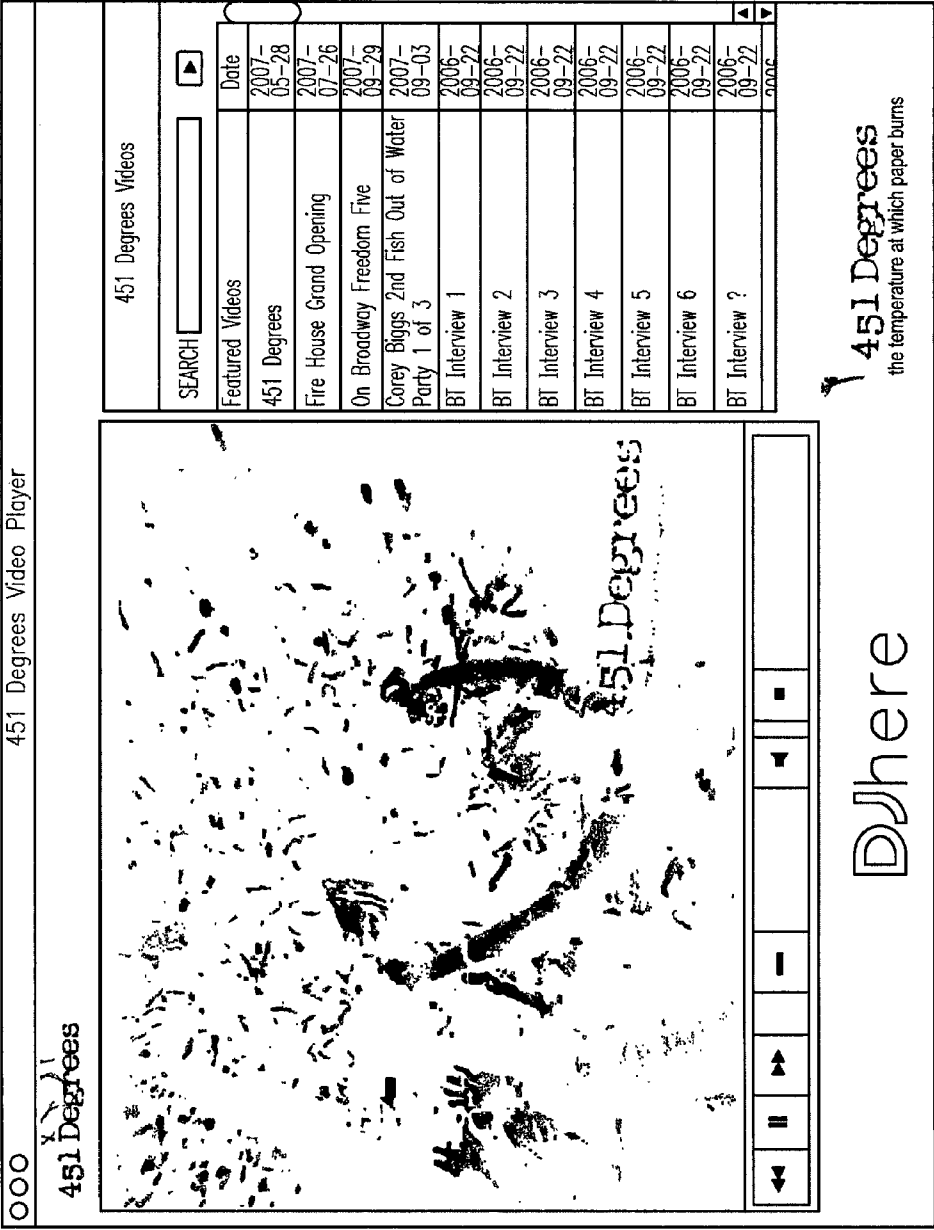 451 Degrees Video Player
451 Degrees
451 Degrees
451 Degrees Videos
SEARCH
Featured Videos Date
451 Degrees 2007-05-28
Fire House Grand Opening 2007-07-26
On Broadway Freedom Five 2007-09-29
Corey Biggs 2nd Fish Out of Water 2007-
Party 1 of 3 09-03
BT Interview 1 2006-09-22
BT Interview 2 2006-09-22
BT Interview 3 2006-09-22
BT Interview 4 2006-09-22
BT Interview 5 2006-09-22
BT Interview 6 2006-09-22
BT Interview ? 2006-09-22
2006
DJhere
451 Degrees
the temperature at which paper burns